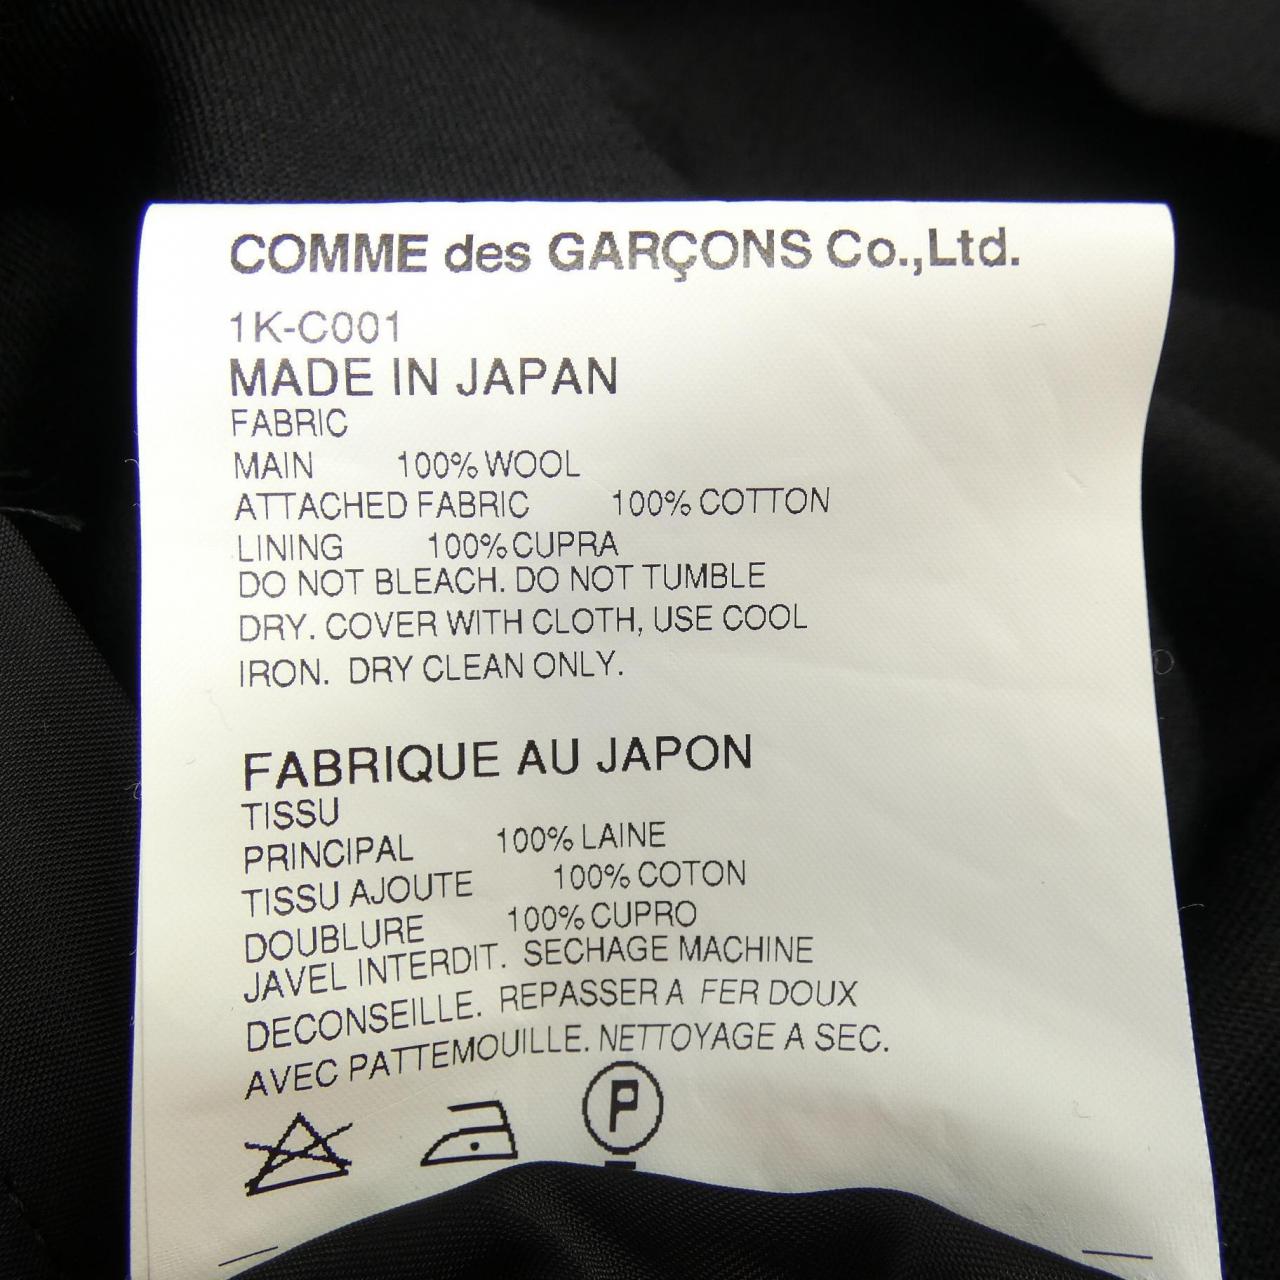 COMME des GARÇONS Co.,Ltd.
1K-C001
MADE IN JAPAN
FABRIC
MAIN 100% WOOL
ATTACHED FABRIC 100% COTTON
LINING 100% CUPRA
DO NOT BLEACH. DO NOT TUMBLE
DRY. COVER WITH CLOTH, USE COOL
IRON. DRY CLEAN ONLY.
FABRIQUE AU JAPON
TISSU
PRINCIPAL 100% LAINE
TISSU AJOUTE 100% COTON
DOUBLURE 100% CUPRO
JAVEL INTERDIT. SECHAGE MACHINE
DECONSEILLE. REPASSER A FER DOUX
AVEC PATTEMOUILLE. NETTOYAGE A SEC.
P